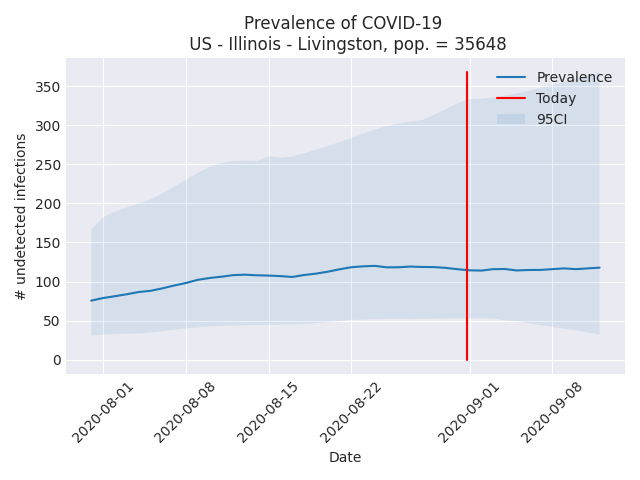 Prevalence of COVID-19
US - Illinois - Livingston, pop. = 35648
Prevalence
Today
95CI
# undetected infections
350
300
250
200
150
100
50
0
2020-08-01
2020-08-08
2020-08-15
2020-08-22
2020-09-01
2020-09-08
Date